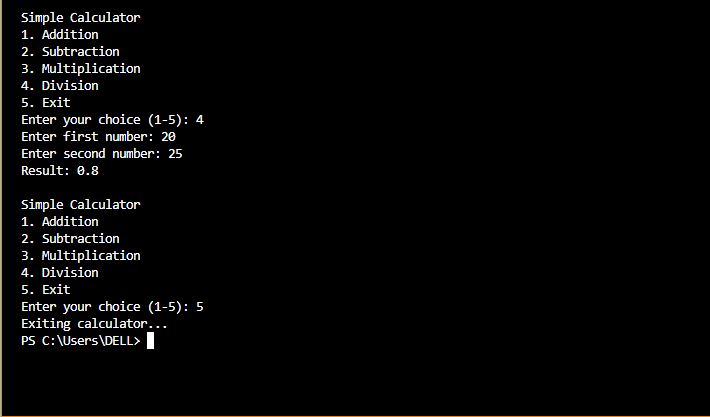 Simple Calculator
1. Addition
2. Subtraction
3. Multiplication
4. Division
5. Exit
Enter your choice (1-5): 4
Enter first number: 20
Enter second number: 25
Result: 0.8
Simple Calculator
1. Addition
2. Subtraction
3. Multiplication
4. Division
5. Exit
Enter your choice (1-5): 5
Exiting calculator...
PS C:\Users\DELL>